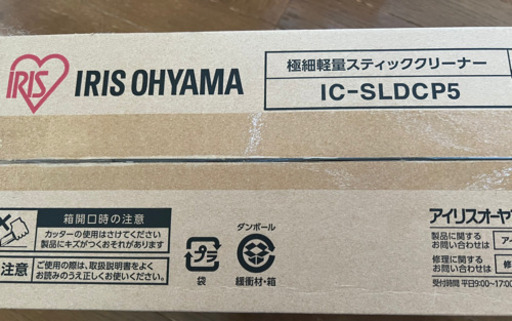 IRIS
IRIS OHYAMA
極細軽量スティッククリーナー
IC-SLDCP5
箱開口時の注意
カッターの使用はさけてください
製品にキズがつくおそれがあります
注意
ご使用の際は、取扱説明書をよく
お読みのうえ正しくお使いください。
プラ
袋
ダンボール
緩衝材・箱
アイリスオーヤ
製品に関する
お問い合わせは
修理に関する
お問い合わせは
受付時間 平日9:00~17:00